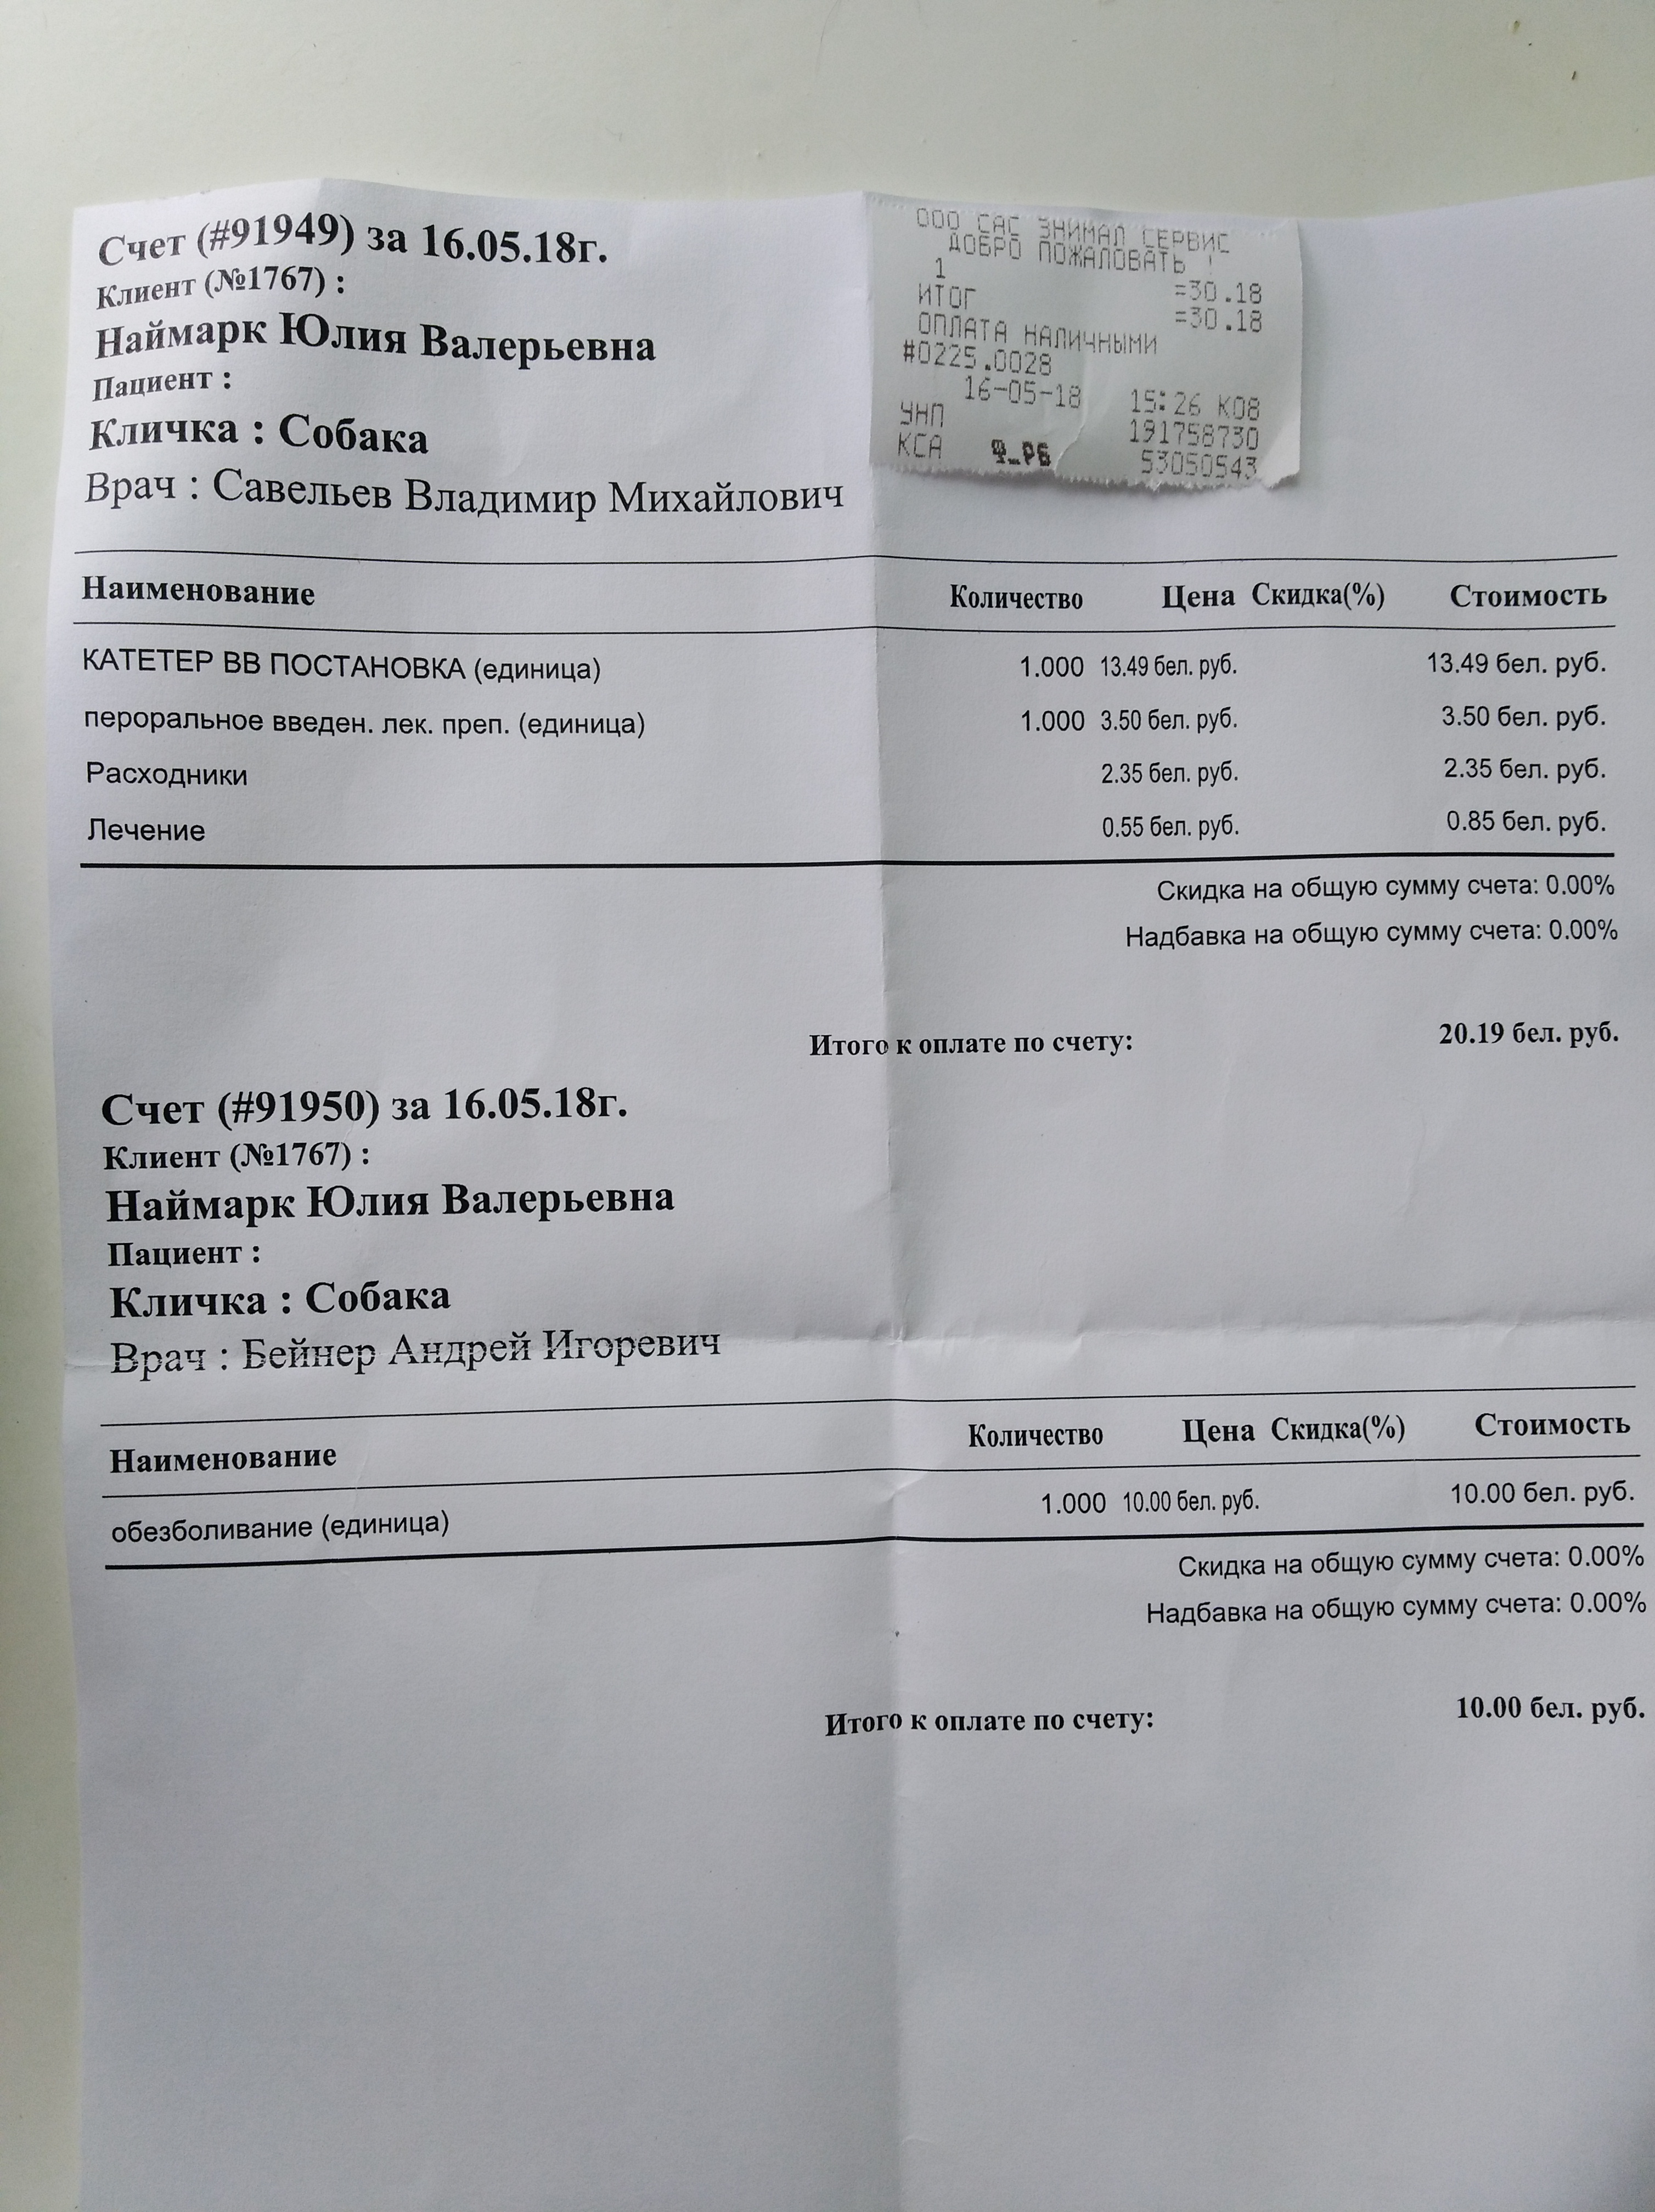 Счет (#91949) за 16.05.18г.
Клиент (№1767) :
Наймарк Юлия Валерьевна
Пациент :
Кличка : Собака
Врач : Савельев Владимир Михайлович
ООО САС ЭНИМАЛ СЕРВИС
ДОБРО ПОЖАЛОВАТЬ !
1 =30.18
ИТОГ =30.18
ОПЛАТА НАЛИЧНЫМИ
#0225.0028
16-05-18 15:26 К08
УНП 191758730
КСА 53050543
Наименование Количество Цена Скидка(%) Стоимость
КАТЕТЕР ВВ ПОСТАНОВКА (единица) 1.000 13.49 бел. руб. 13.49 бел. руб.
пероральное введен. лек. преп. (единица) 1.000 3.50 бел. руб. 3.50 бел. руб.
Расходники 2.35 бел. руб. 2.35 бел. руб.
Лечение 0.55 бел. руб. 0.85 бел. руб.
Скидка на общую сумму счета: 0.00%
Надбавка на общую сумму счета: 0.00%
Итого к оплате по счету: 20.19 бел. руб.
Счет (#91950) за 16.05.18г.
Клиент (№1767) :
Наймарк Юлия Валерьевна
Пациент :
Кличка : Собака
Врач : Бейнер Андрей Игоревич
Наименование Количество Цена Скидка(%) Стоимость
обезболивание (единица) 1.000 10.00 бел. руб. 10.00 бел. руб.
Скидка на общую сумму счета: 0.00%
Надбавка на общую сумму счета: 0.00%
Итого к оплате по счету: 10.00 бел. руб.